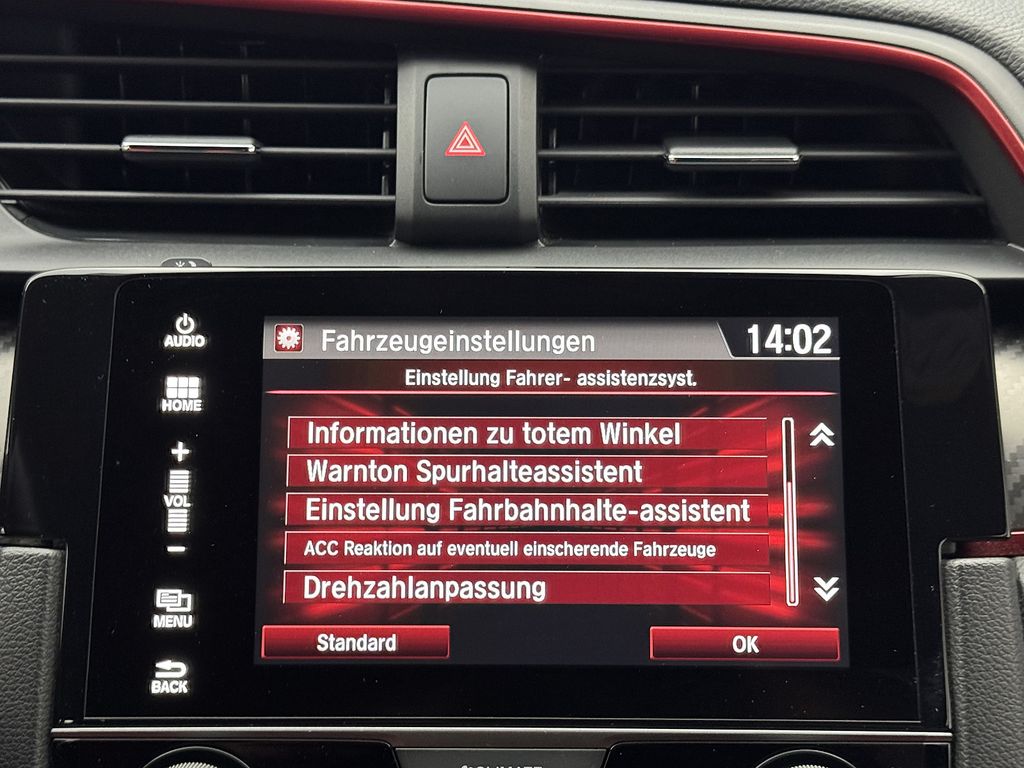 AUDIO
HOME
+
VOL
-
MENU
BACK
Fahrzeugeinstellungen
14:02
Einstellung Fahrer- assistenzsyst.
Informationen zu totem Winkel
Warnton Spurhalteassistent
Einstellung Fahrbahnhalte-assistent
ACC Reaktion auf eventuell einscherende Fahrzeuge
Drehzahlanpassung
Standard
OK
CLIMATE